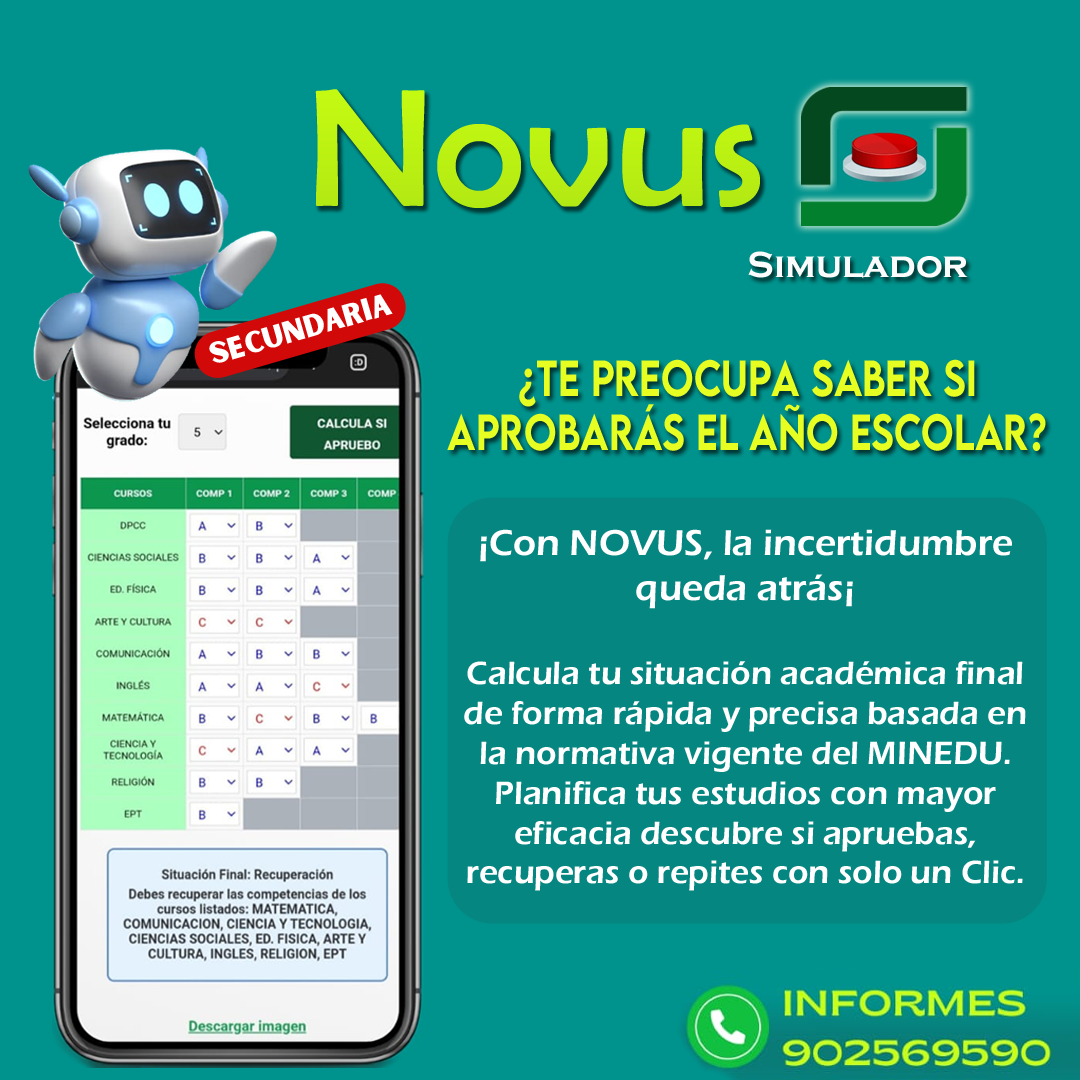 Novus
SIMULADOR
SECUNDARIA
¿TE PREOCUPA SABER SI
APROBARÁS EL AÑO ESCOLAR?
¡Con NOVUS, la incertidumbre
queda atrás¡
Calcula tu situación académica final
de forma rápida y precisa basada en
la normativa vigente del MINEDU.
Planifica tus estudios con mayor
eficacia descubre si apruebas,
recuperas o repites con solo un Clic.
:D
Selecciona tu
grado:
5
CALCULA SI
APRUEBO
CURSOS COMP 1 COMP 2 COMP 3 COMP
DPCC A B
CIENCIAS SOCIALES B B A
ED. FÍSICA B B A
ARTE Y CULTURA C C
COMUNICACIÓN A B B
INGLÉS A A C
MATEMÁTICA B C B B
CIENCIA Y
TECNOLOGÍA C A A
RELIGIÓN B B
EPT B
Situación Final: Recuperación
Debes recuperar las competencias de los
cursos listados: MATEMATICA,
COMUNICACION, CIENCIA Y TECNOLOGIA,
CIENCIAS SOCIALES, ED. FISICA, ARTE Y
CULTURA, INGLES, RELIGION, EPT
Descargar imagen
INFORMES
902569590